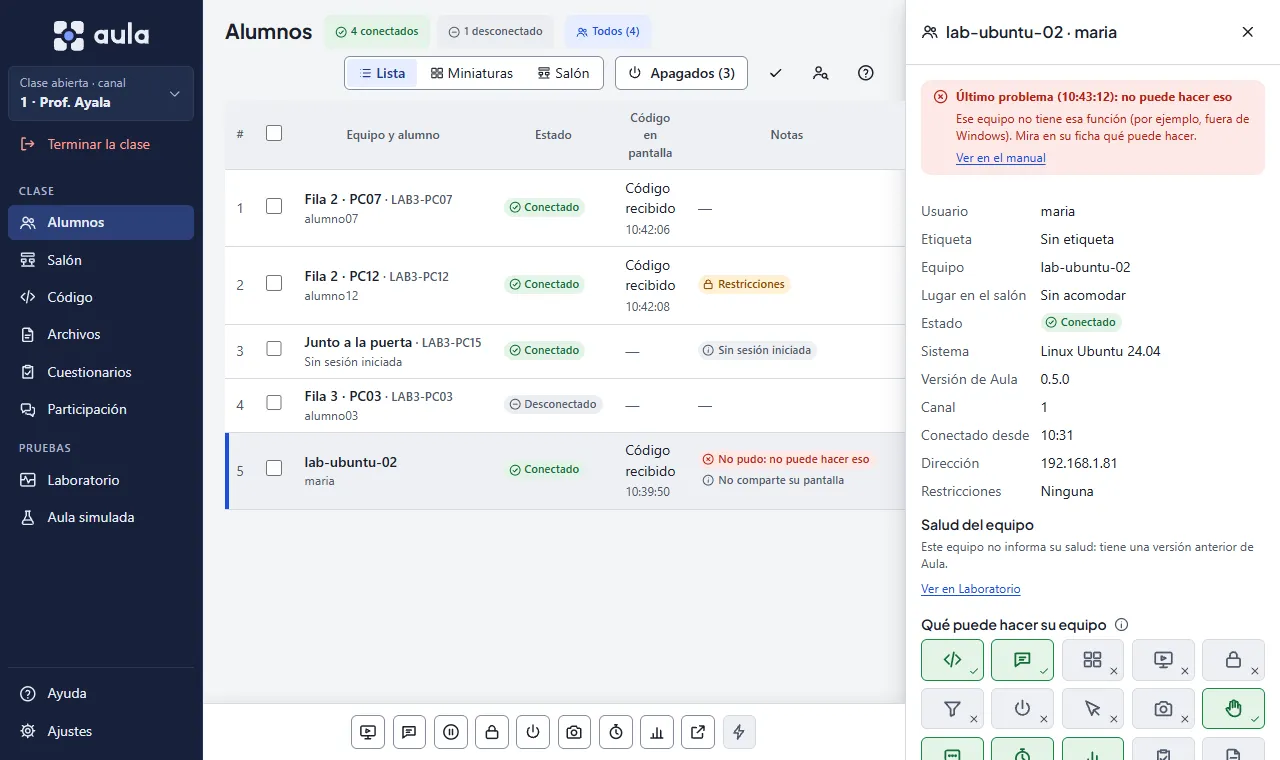 aula
Clase abierta · canal
1 · Prof. Ayala
Terminar la clase
CLASE
Alumnos
Salón
Código
Archivos
Cuestionarios
Participación
PRUEBAS
Laboratorio
Aula simulada
Ayuda
Ajustes
Alumnos
4 conectados
1 desconectado
Todos (4)
Lista
Miniaturas
Salón
Apagados (3)
#
Equipo y alumno
Estado
Código
en
pantalla
Notas
1
Fila 2 · PC07 · LAB3-PC07
alumno07
Conectado
Código
recibido
10:42:06
—
2
Fila 2 · PC12 · LAB3-PC12
alumno12
Conectado
Código
recibido
10:42:08
Restricciones
3
Junto a la puerta · LAB3-PC15
Sin sesión iniciada
Conectado
—
Sin sesión iniciada
4
Fila 3 · PC03 · LAB3-PC03
alumno03
Desconectado
—
—
5
lab-ubuntu-02
maria
Conectado
Código
recibido
10:39:50
No pudo: no puede hacer eso
No comparte su pantalla
lab-ubuntu-02 · maria
Último problema (10:43:12): no puede hacer eso
Ese equipo no tiene esa función (por ejemplo, fuera de
Windows). Mira en su ficha qué puede hacer.
Ver en el manual
Usuario maria
Etiqueta Sin etiqueta
Equipo lab-ubuntu-02
Lugar en el salón Sin acomodar
Estado Conectado
Sistema Linux Ubuntu 24.04
Versión de Aula 0.5.0
Canal 1
Conectado desde 10:31
Dirección 192.168.1.81
Restricciones Ninguna
Salud del equipo
Este equipo no informa su salud: tiene una versión anterior de
Aula.
Ver en Laboratorio
Qué puede hacer su equipo